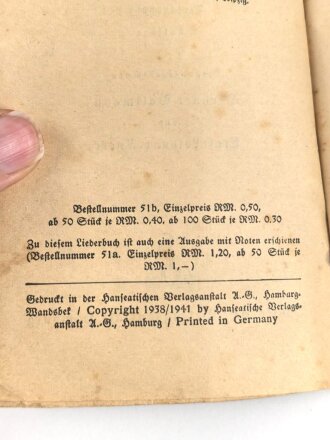 Leipzig.
Bestellnummer 51b, Einzelpreis RM. 0,50,
ab 50 Stück je RM. 0,40, ab 100 Stück je RM. 0,30
Zu diesem Liederbuch ist auch eine Ausgabe mit Noten erschienen
(Bestellnummer 51a. Einzelpreis RM. 1,20, ab 50 Stück je
RM. 1,–)
Gedruckt in der Hanseatischen Verlagsanstalt A.-G., Hamburg-
Wandsbek / Copyright 1938/1941 by Hanseatische Verlags-
anstalt A.-G., Hamburg / Printed in Germany